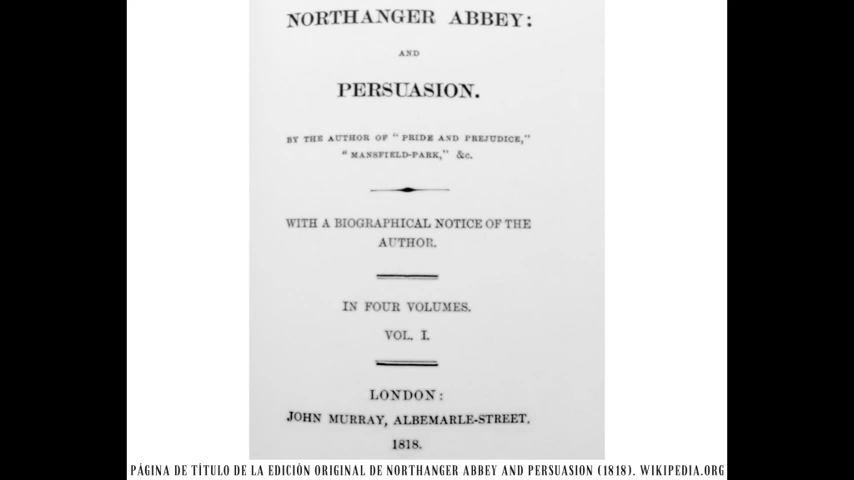 NORTHANGER ABBEY:
AND
PERSUASION.
BY THE AUTHOR OF "PRIDE AND PREJUDICE,"
"MANSFIELD-PARK," &c.
WITH A BIOGRAPHICAL NOTICE OF THE
AUTHOR.
IN FOUR VOLUMES.
VOL. I.
LONDON:
JOHN MURRAY, ALBEMARLE-STREET.
1818.
PÁGINA DE TÍTULO DE LA EDICIÓN ORIGINAL DE NORTHANGER ABBEY AND PERSUASION (1818). WIKIPEDIA.ORG